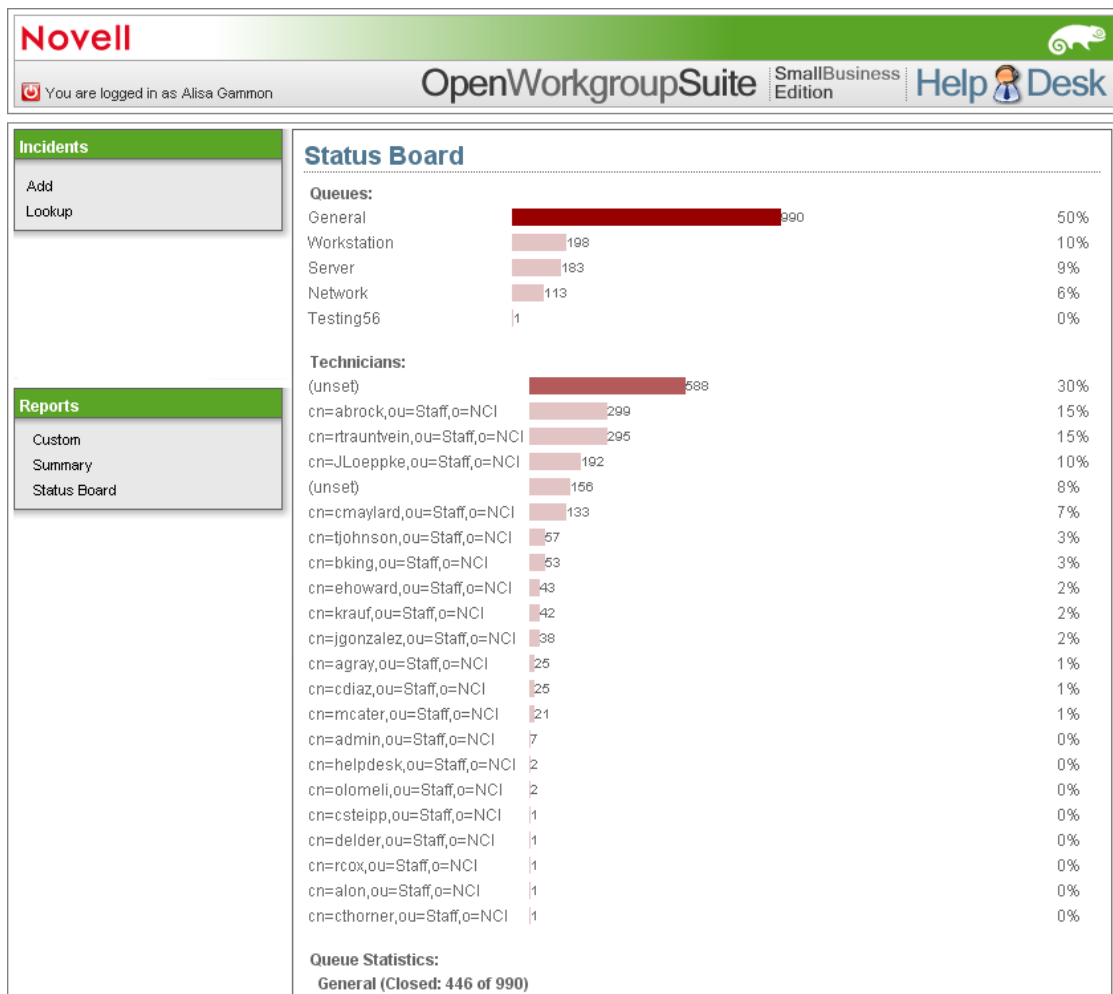 Novell
You are logged in as Alisa Gammon
OpenWorkgroupSuite SmallBusiness Edition HelpDesk
Incidents
Add
Lookup
Reports
Custom
Summary
Status Board
Status Board
Queues:
General 990 50%
Workstation 198 10%
Server 183 9%
Network 113 6%
Testing56 1 0%
Technicians:
(unset) 588 30%
cn=abrock,ou=Staff,o=NCI 299 15%
cn=rtrauntvein,ou=Staff,o=NCI 295 15%
cn=JLoeppke,ou=Staff,o=NCI 192 10%
(unset) 156 8%
cn=cmaylard,ou=Staff,o=NCI 133 7%
cn=tjohnson,ou=Staff,o=NCI 57 3%
cn=bking,ou=Staff,o=NCI 53 3%
cn=ehoward,ou=Staff,o=NCI 43 2%
cn=krauf,ou=Staff,o=NCI 42 2%
cn=jgonzalez,ou=Staff,o=NCI 38 2%
cn=agray,ou=Staff,o=NCI 25 1%
cn=cdiaz,ou=Staff,o=NCI 25 1%
cn=mcater,ou=Staff,o=NCI 21 1%
cn=admin,ou=Staff,o=NCI 7 0%
cn=helpdesk,ou=Staff,o=NCI 2 0%
cn=olomeli,ou=Staff,o=NCI 2 0%
cn=csteipp,ou=Staff,o=NCI 1 0%
cn=delder,ou=Staff,o=NCI 1 0%
cn=rcox,ou=Staff,o=NCI 1 0%
cn=alon,ou=Staff,o=NCI 1 0%
cn=cthorner,ou=Staff,o=NCI 1 0%
Queue Statistics:
General (Closed: 446 of 990)